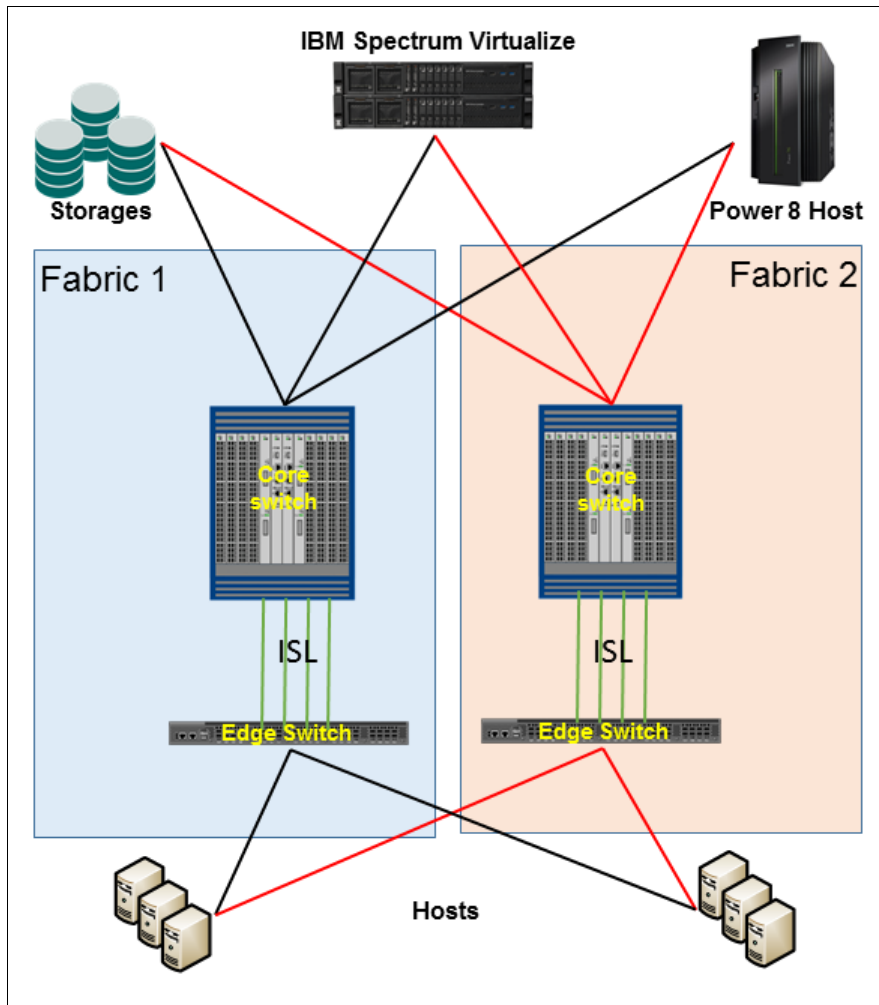 IBM Spectrum Virtualize
Storages
Power 8 Host
Fabric 1
Fabric 2
Core
switch
Core
switch
ISL
ISL
Edge Switch
Edge Switch
Hosts